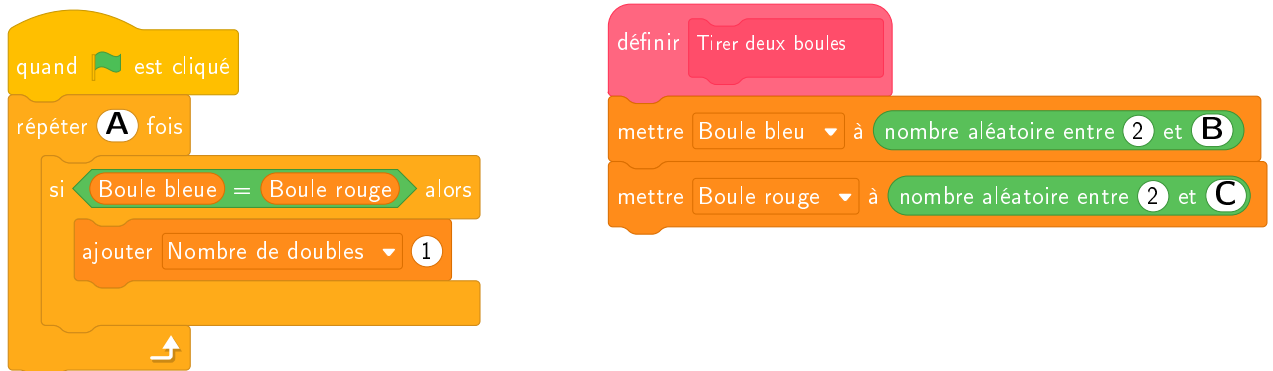 quand est cliqué
répéter A fois
si Boule bleue = Boule rouge alors
ajouter Nombre de doubles 1
définir Tirer deux boules
mettre Boule bleu à nombre aléatoire entre 2 et B
mettre Boule rouge à nombre aléatoire entre 2 et C